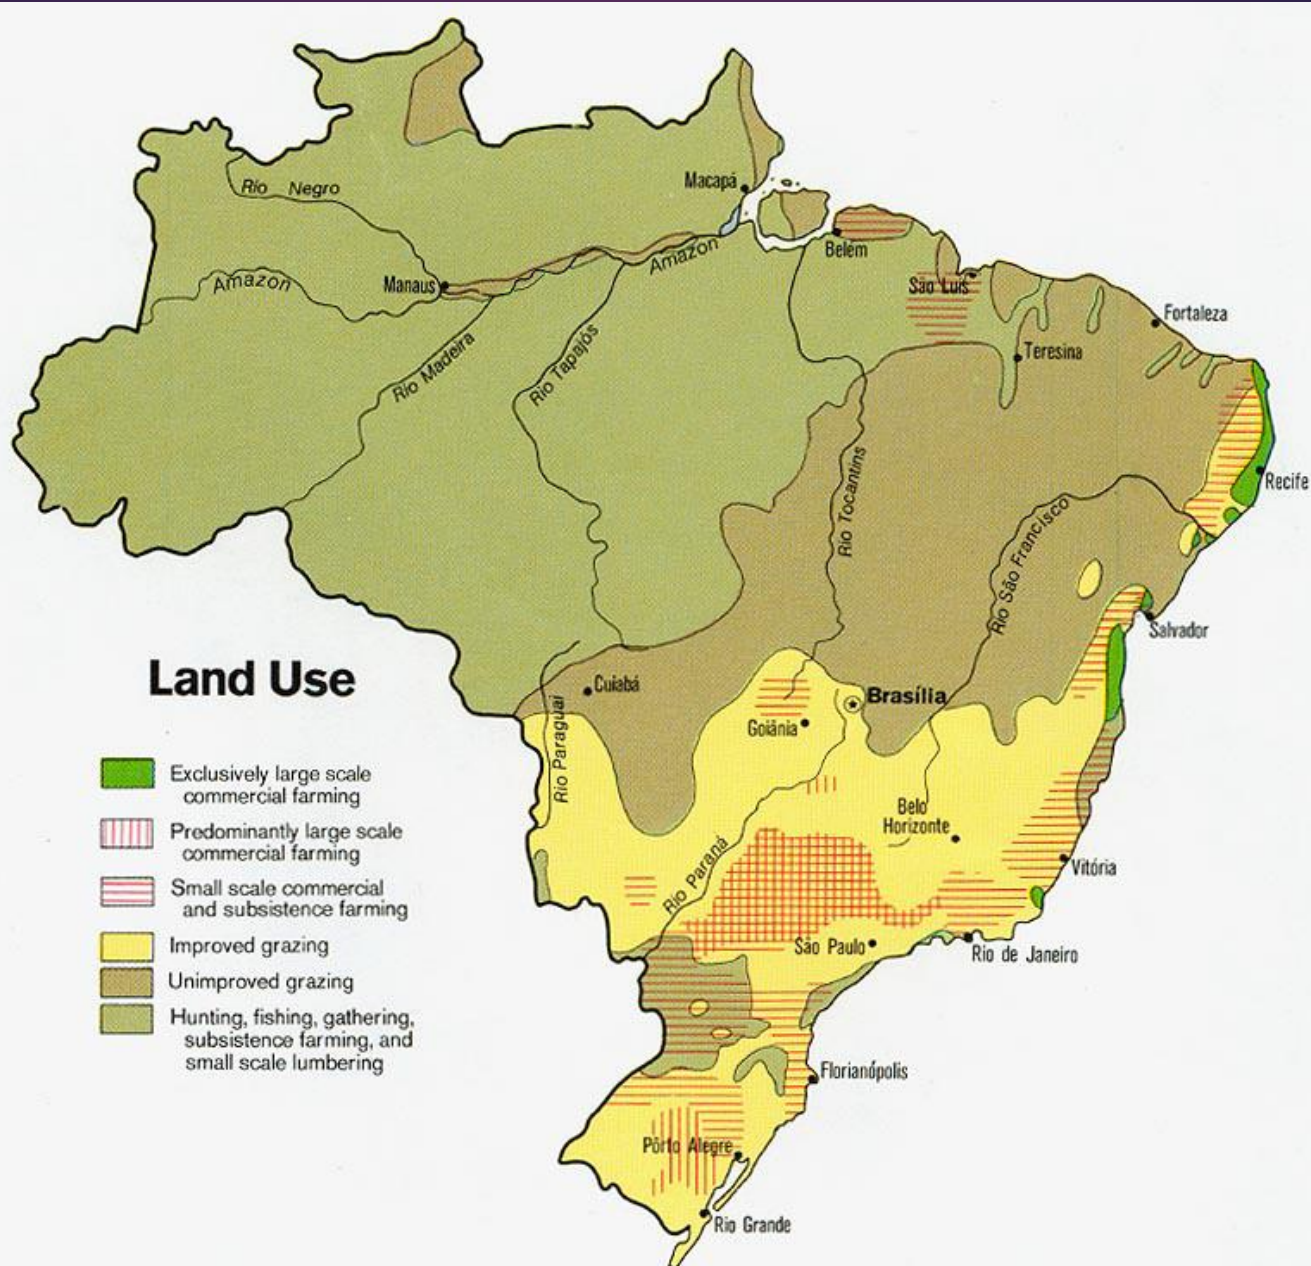 Rio Negro
Macapá
Amazon
Belém
Amazon
Manaus
São Luís
Fortaleza
Rio Madeira
Rio Tapajós
Teresina
Rio Tocantins
Recife
Rio São Francisco
Salvador
Land Use
Cuiabá
Brasília
Goiânia
Rio Paraguai
Exclusively large scale
commercial farming
Belo
Horizonte
Predominantly large scale
commercial farming
Rio Paraná
Vitória
Small scale commercial
and subsistence farming
Improved grazing
São Paulo
Rio de Janeiro
Unimproved grazing
Hunting, fishing, gathering,
subsistence farming, and
small scale lumbering
Florianópolis
Pôrto Alegre
Rio Grande